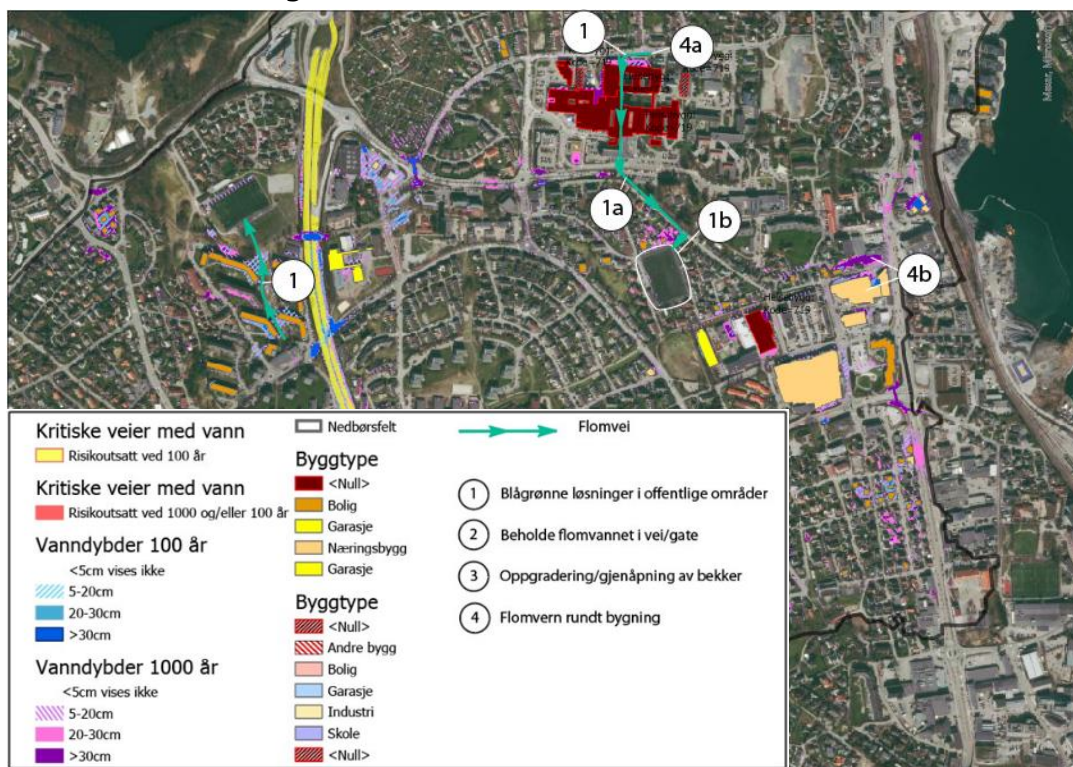 1
4a
1a
1b
4b
1
Kritiske veier med vann
Risikoutsatt ved 100 år
Kritiske veier med vann
Risikoutsatt ved 1000 og/eller 100 år
Vanndybder 100 år
<5cm vises ikke
5-20cm
20-30cm
>30cm
Vanndybder 1000 år
<5cm vises ikke
5-20cm
20-30cm
>30cm
Nedbørsfelt
Byggtype
<Null>
Bolig
Garasje
Næringsbygg
Garasje
Byggtype
<Null>
Andre bygg
Bolig
Garasje
Industri
Skole
<Null>
Flomvei
1 Blågrønne løsninger i offentlige områder
2 Beholde flomvannet i vei/gate
3 Oppgradering/gjenåpning av bekker
4 Flomvern rundt bygning